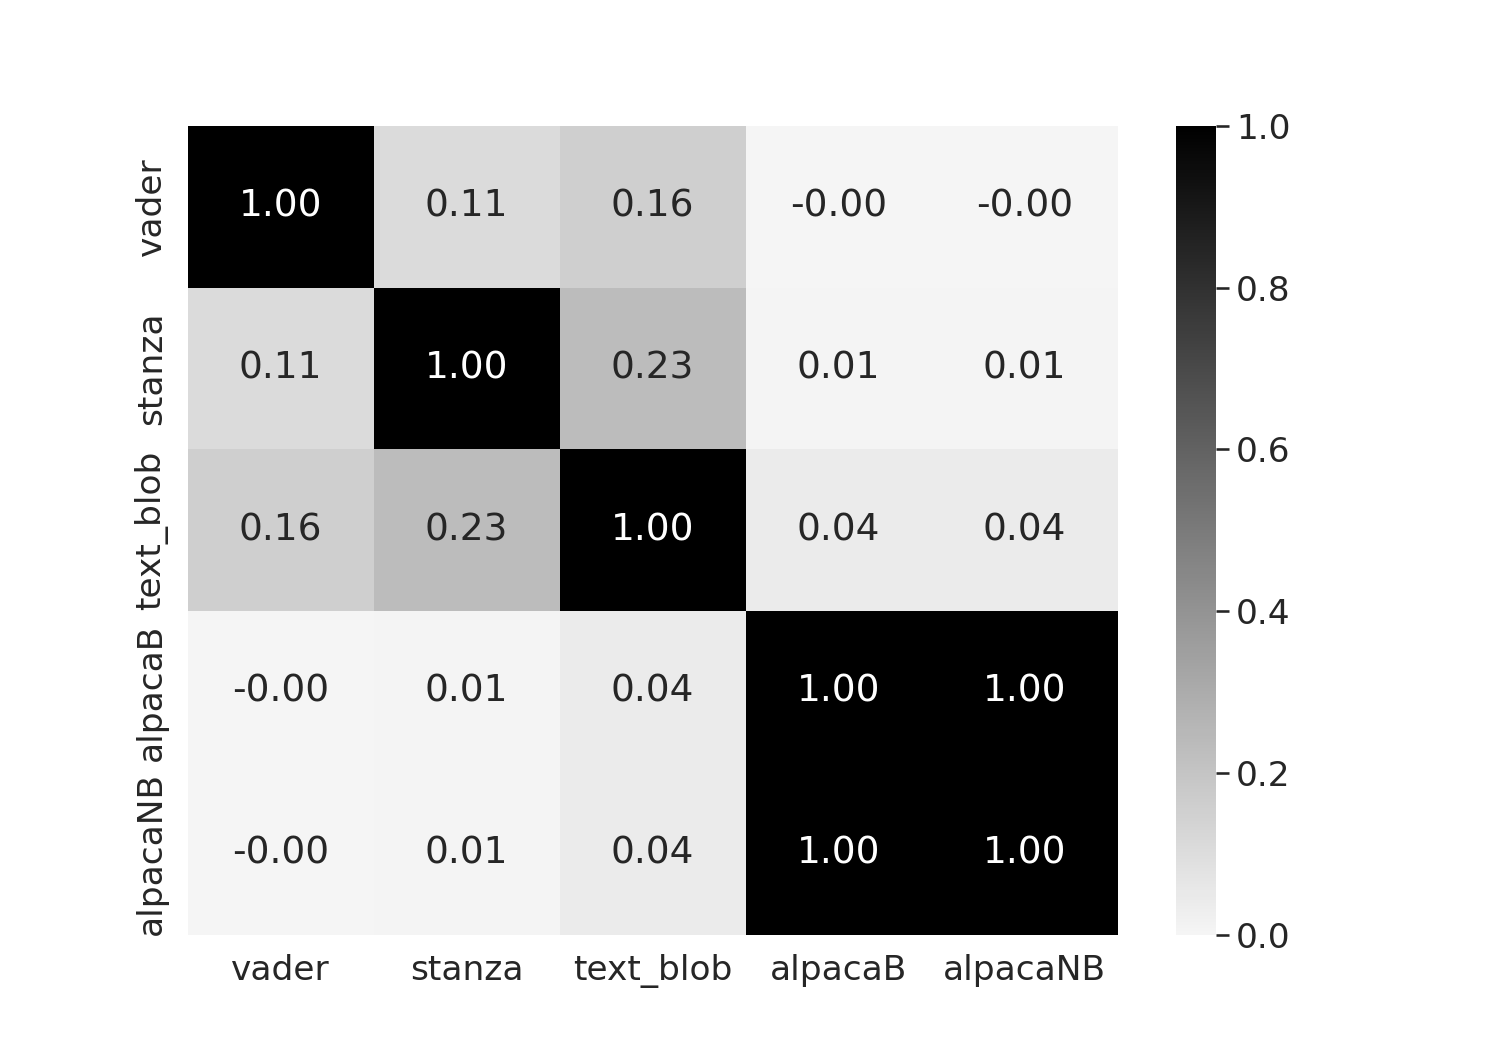 vader 1.00 0.11 0.16 -0.00 -0.00
stanza 0.11 1.00 0.23 0.01 0.01
text_blob 0.16 0.23 1.00 0.04 0.04
alpacaB -0.00 0.01 0.04 1.00 1.00
alpacaNB -0.00 0.01 0.04 1.00 1.00
vader stanza text_blob alpacaB alpacaNB
1.0
0.8
0.6
0.4
0.2
0.0